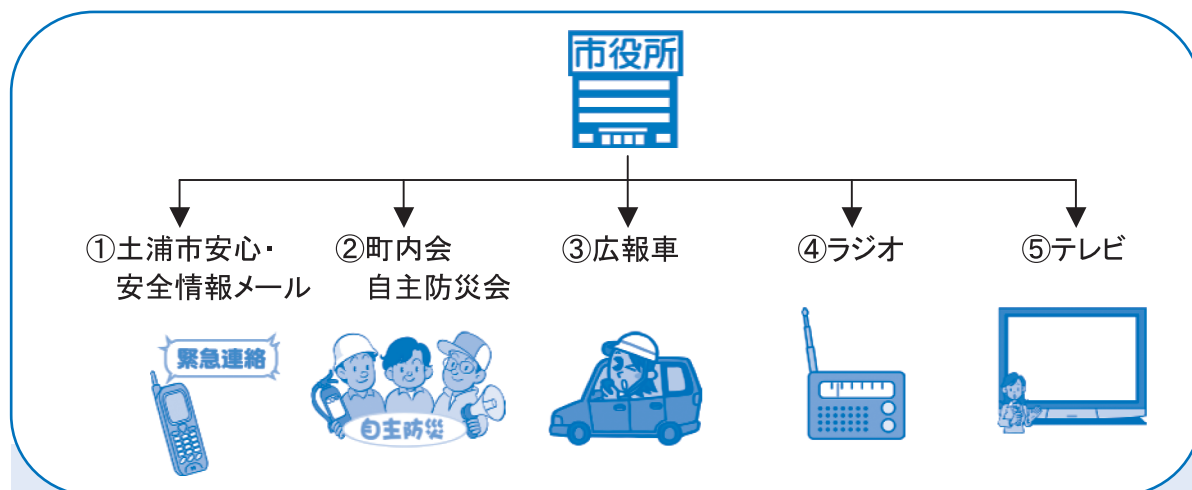 市役所
①土浦市安心・
安全情報メール
②町内会
自主防災会
③広報車
④ラジオ
⑤テレビ
緊急連絡
自主防災